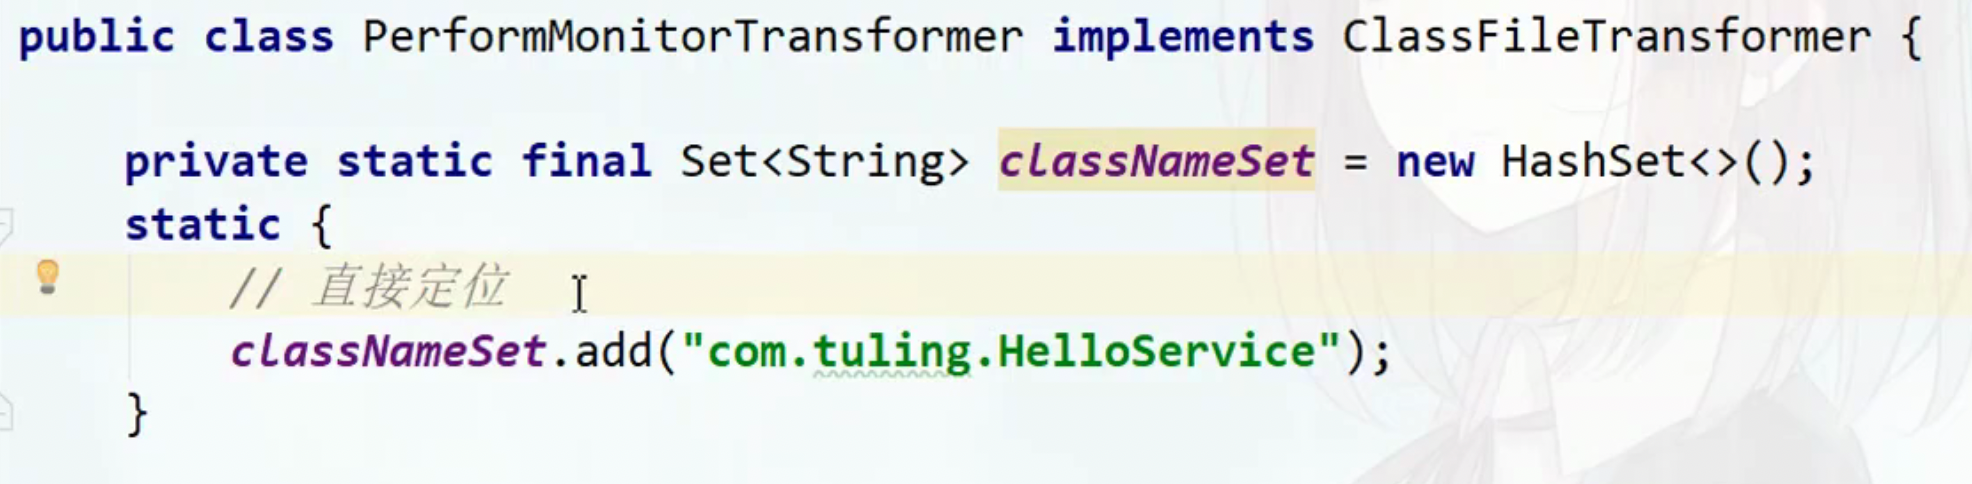 public class PerformMonitorTransformer implements ClassFileTransformer {
private static final Set<String> classNameSet = new HashSet<>();
static {
// 直接定位
classNameSet.add("com.tuling.HelloService");
}